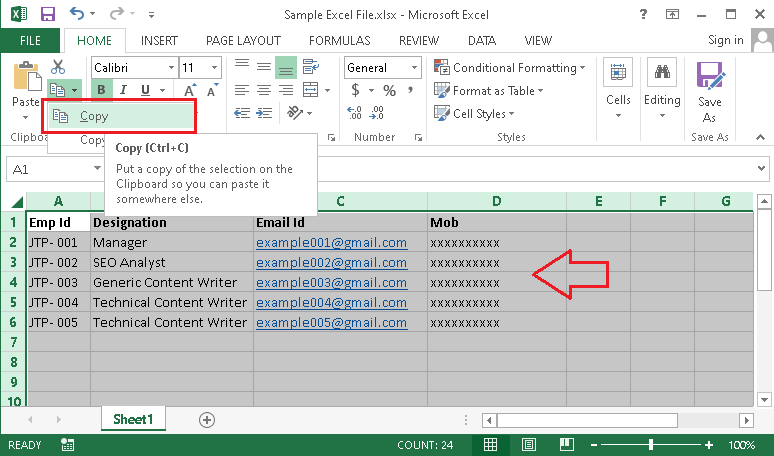 Sample Excel File.xlsx - Microsoft Excel
FILE HOME INSERT PAGE LAYOUT FORMULAS REVIEW DATA VIEW Sign in
Calibri 11 General Conditional Formatting
Paste B I U A A $ % , Format as Table Cells Editing Save As
Cell Styles
Copy
Clipb Number Styles Save As
Copy
Copy (Ctrl+C)
Put a copy of the selection on the
Clipboard so you can paste it
somewhere else.
A1
A C D E F G
1 Emp Id Designation Email Id Mob
2 JTP- 001 Manager example001@gmail.com xxxxxxxxxx
3 JTP- 002 SEO Analyst example002@gmail.com xxxxxxxxxx
4 JTP- 003 Generic Content Writer example003@gmail.com xxxxxxxxxx
5 JTP- 004 Technical Content Writer example004@gmail.com xxxxxxxxxx
6 JTP- 005 Technical Content Writer example005@gmail.com xxxxxxxxxx
7
8
9
10
Sheet1
READY COUNT: 24 100%